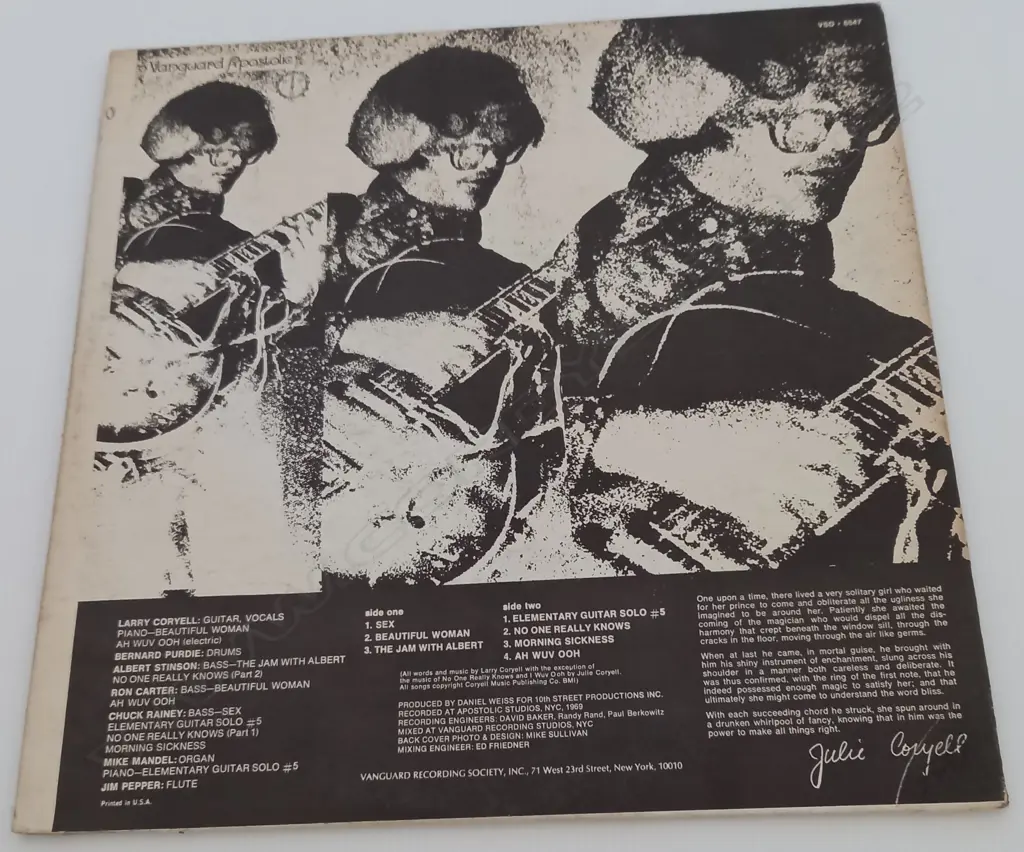 VSD - 6547
Vanguard Apostolic
LARRY CORYELL: GUITAR, VOCALS
PIANO—BEAUTIFUL WOMAN
AH WUV OOH (electric)
BERNARD PURDIE: DRUMS
ALBERT STINSON: BASS—THE JAM WITH ALBERT
NO ONE REALLY KNOWS (Part 2)
RON CARTER: BASS—BEAUTIFUL WOMAN
AH WUV OOH
CHUCK RAINEY: BASS—SEX
ELEMENTARY GUITAR SOLO #5
NO ONE REALLY KNOWS (Part 1)
MORNING SICKNESS
MIKE MANDEL: ORGAN
PIANO—ELEMENTARY GUITAR SOLO #5
JIM PEPPER: FLUTE
Printed in U.S.A.
side one
1. SEX
2. BEAUTIFUL WOMAN
3. THE JAM WITH ALBERT
side two
1. ELEMENTARY GUITAR SOLO #5
2. NO ONE REALLY KNOWS
3. MORNING SICKNESS
4. AH WUV OOH
(All words and music by Larry Coryell with the exception of
the music of No One Really Knows and I Wuv Ooh by Julie Coryell.
All songs copyright Coryell Music Publishing Co. BMI)
PRODUCED BY DANIEL WEISS FOR 10th STREET PRODUCTIONS INC.
RECORDED AT APOSTOLIC STUDIOS, NYC, 1969
RECORDING ENGINEERS: DAVID BAKER, Randy Rand, Paul Berkowitz
MIXED AT VANGUARD RECORDING STUDIOS, NYC
BACK COVER PHOTO & DESIGN: MIKE SULLIVAN
MIXING ENGINEER: ED FRIEDNER
VANGUARD RECORDING SOCIETY, INC., 71 West 23rd Street, New York, 10010
One upon a time, there lived a very solitary girl who waited
for her prince to come and obliterate all the ugliness she
imagined to be around her. Patiently she awaited the
coming of the magician who would dispel all the dis-
harmony that crept beneath the window sill, through the
cracks in the floor, moving through the air like germs.
When at last he came, in mortal guise, he brought with
him his shiny instrument of enchantment, slung across his
shoulder in a manner both careless and deliberate. It
was thus confirmed, with the ring of the first note, that he
indeed possessed enough magic to satisfy her; and that
ultimately she might come to understand the word bliss.
With each succeeding chord he struck, she spun around in
a drunken whirlpool of fancy, knowing that in him was the
power to make all things right.
Julie Coryell